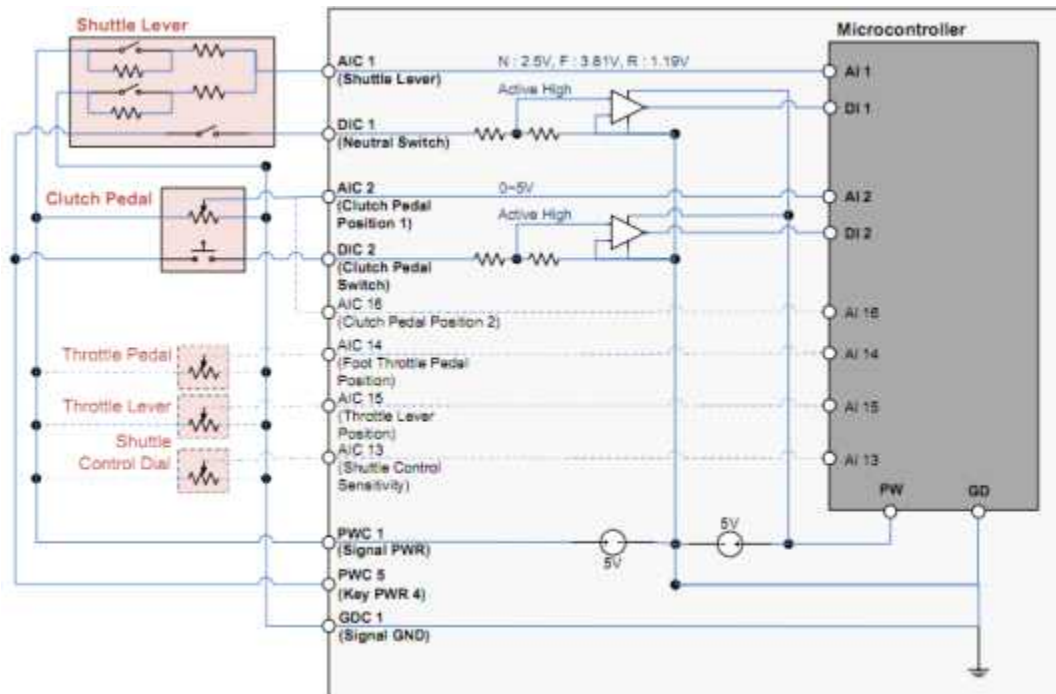 Shuttle Lever
Microcontroller
AIC 1
(Shuttle Lever)
N : 2.5V, F : 3.81V, R : 1.19V
AI 1
Active High
DI 1
DIC 1
(Neutral Switch)
Clutch Pedal
AIC 2
(Clutch Pedal
Position 1)
0~5V
AI 2
Active High
DI 2
DIC 2
(Clutch Pedal
Switch)
AIC 16
(Clutch Pedal Position 2)
AI 16
Throttle Pedal
AIC 14
(Foot Throttle Pedal
Position)
AI 14
Throttle Lever
AIC 15
(Throttle Lever
Position)
AI 15
Shuttle
Control Dial
AIC 13
(Shuttle Control
Sensitivity)
AI 13
PW
GD
PWC 1
(Signal PWR)
5V
5V
PWC 5
(Key PWR 4)
GDC 1
(Signal GND)